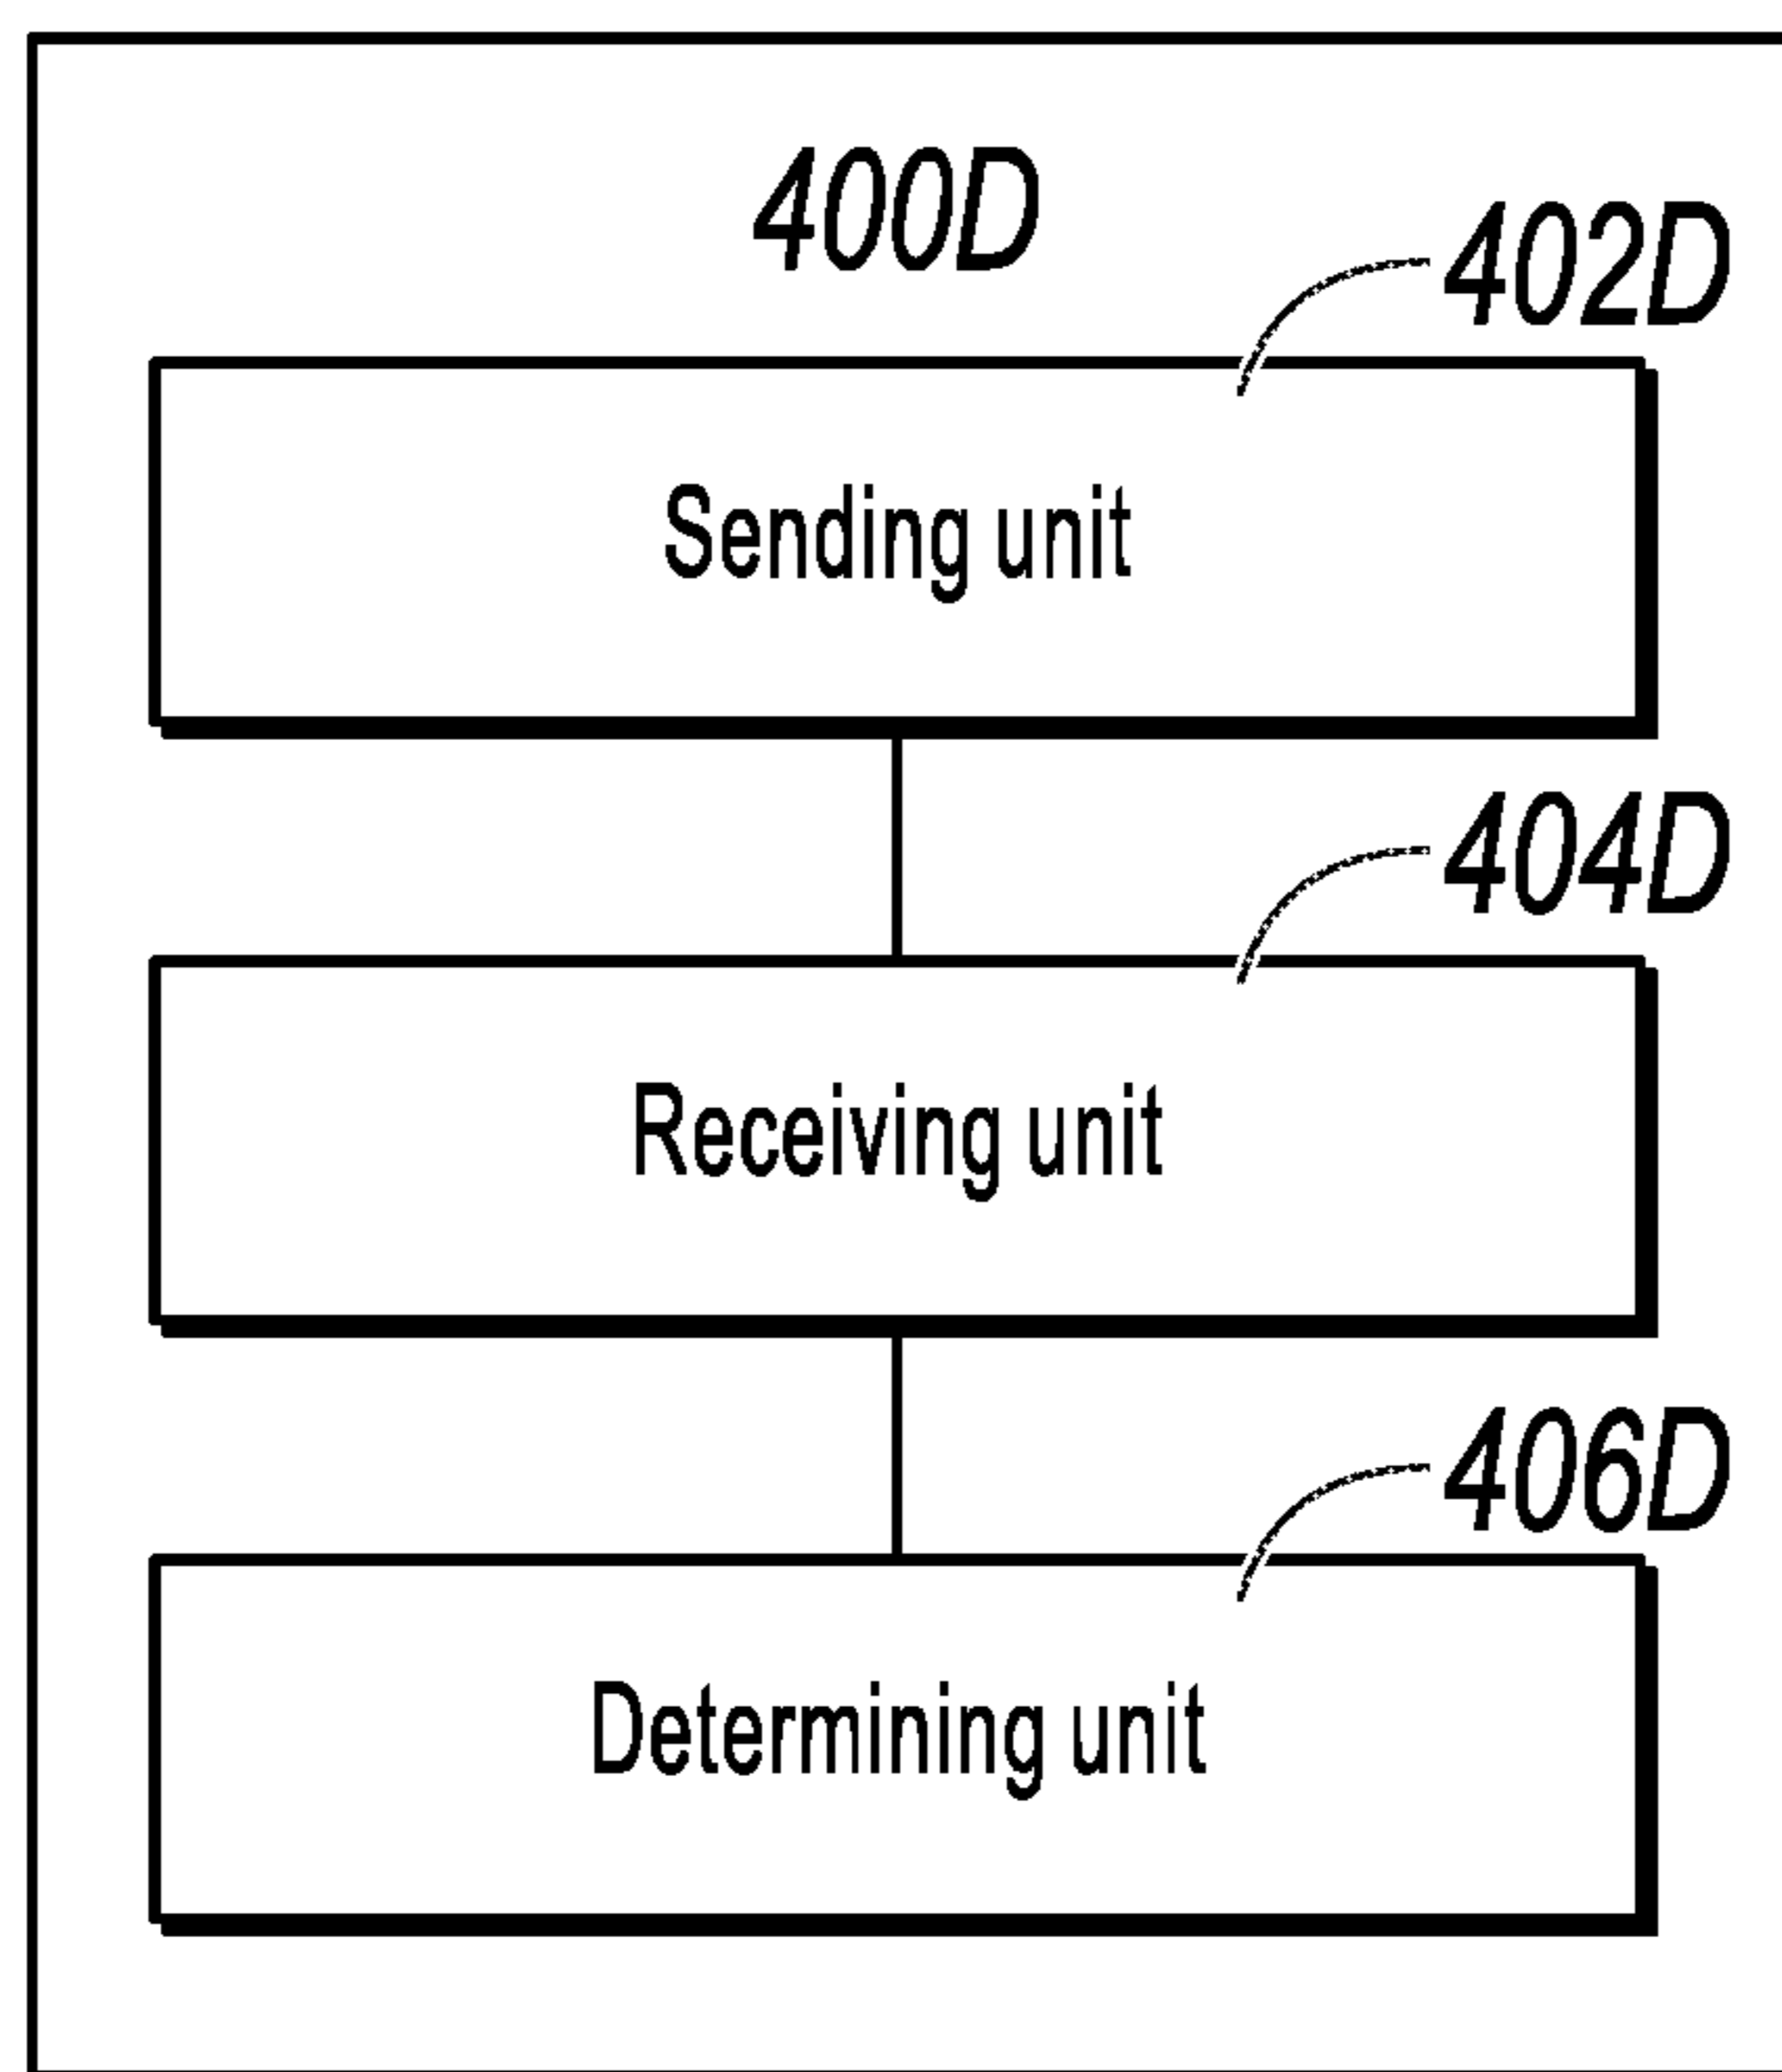 400D
402D
Sending unit
404D
Receiving unit
406D
Determining unit